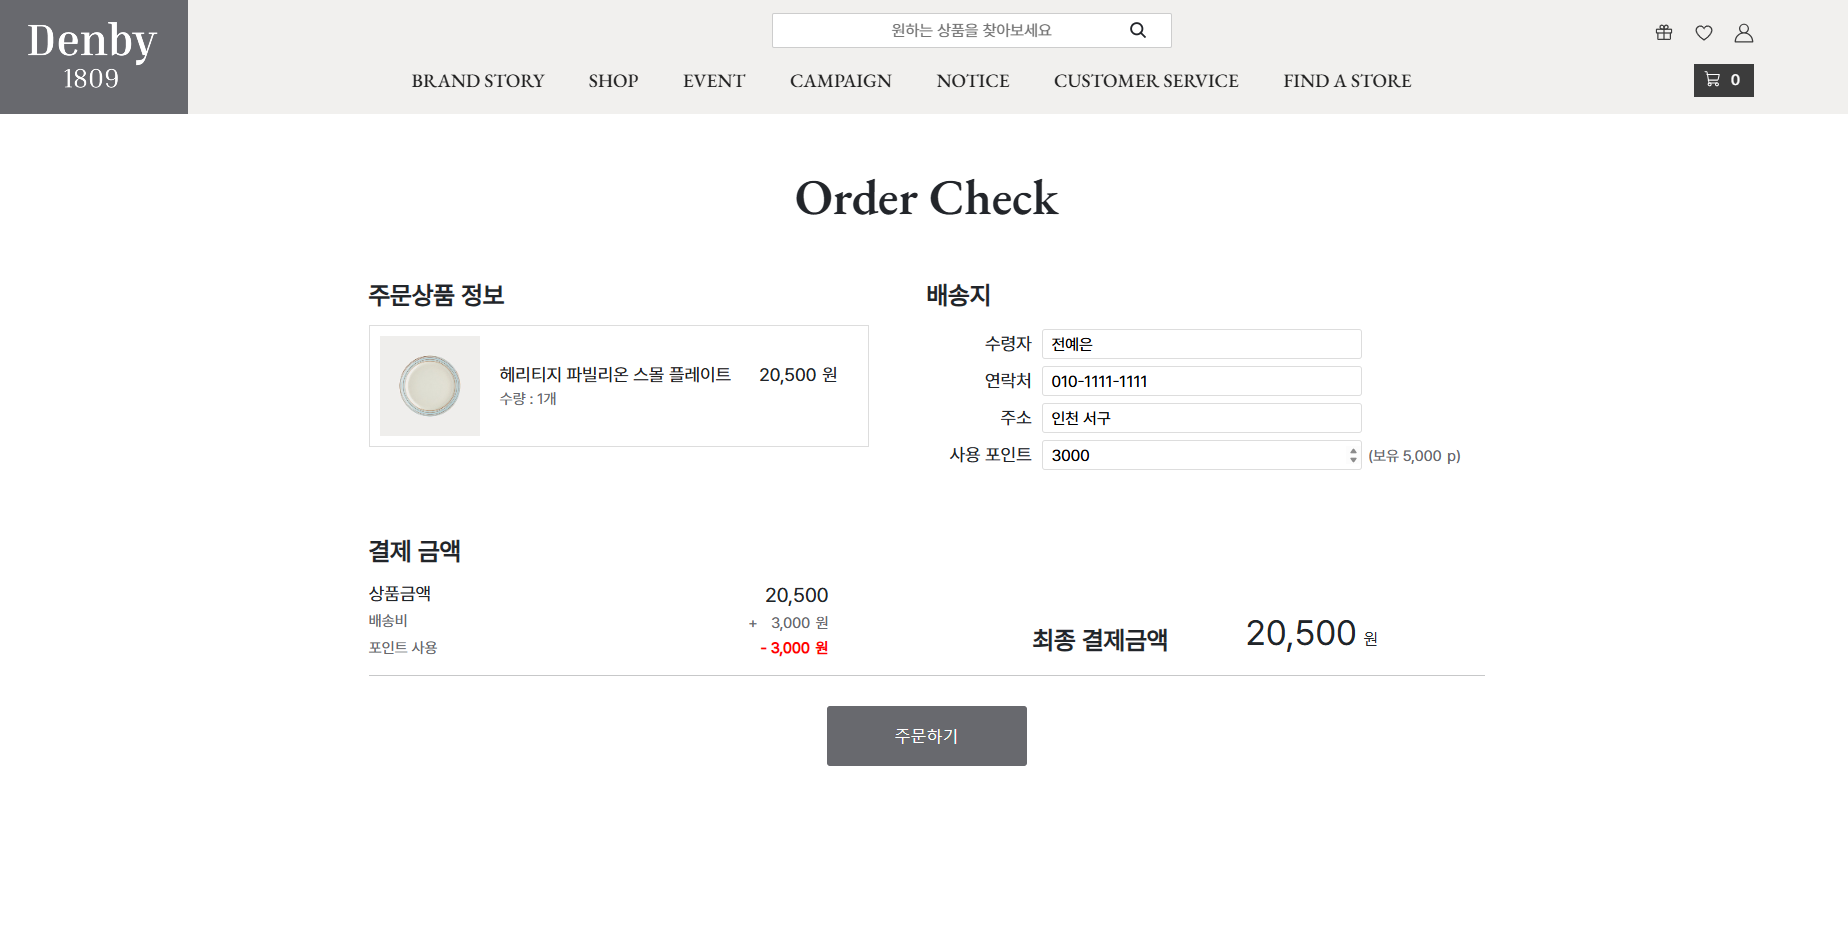 Denby
1809
원하는 상품을 찾아보세요
BRAND STORY SHOP EVENT CAMPAIGN NOTICE CUSTOMER SERVICE FIND A STORE
0
Order Check
주문상품 정보
헤리티지 파빌리온 스몰 플레이트 20,500 원
수량 : 1개
배송지
수령자 전예은
연락처 010-1111-1111
주소 인천 서구
사용 포인트 3000 (보유 5,000 p)
결제 금액
상품금액 20,500
배송비 + 3,000 원
포인트 사용 - 3,000 원
최종 결제금액 20,500 원
주문하기